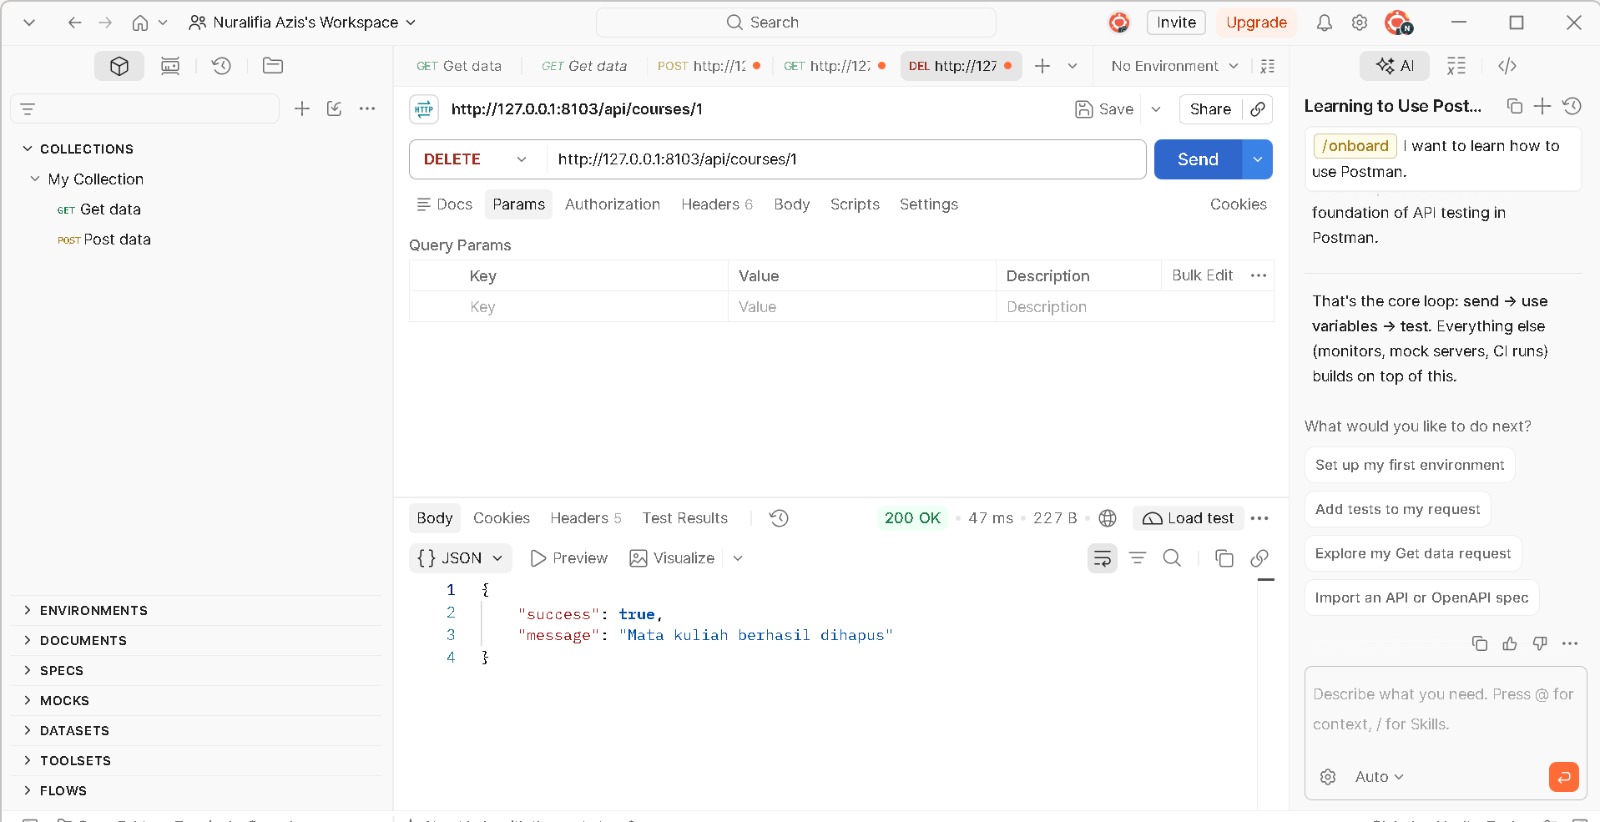 Nuralifia Azis's Workspace
Search
Invite
Upgrade
GET Get data
GET Get data
POST http://12
GET http://127
DEL http://127
No Environment
AI
COLLECTIONS
My Collection
GET Get data
POST Post data
ENVIRONMENTS
DOCUMENTS
SPECS
MOCKS
DATASETS
TOOLSETS
FLOWS
HTTP http://127.0.0.1:8103/api/courses/1
Save
Share
DELETE
http://127.0.0.1:8103/api/courses/1
Send
Docs
Params
Authorization
Headers 6
Body
Scripts
Settings
Cookies
Query Params
Key Value Description Bulk Edit
Key Value Description
Body
Cookies
Headers 5
Test Results
200 OK
47 ms
227 B
Load test
{} JSON
Preview
Visualize
1 {
2 "success": true,
3 "message": "Mata kuliah berhasil dihapus"
4 }
Learning to Use Post...
/onboard I want to learn how to
use Postman.
foundation of API testing in
Postman.
That's the core loop: send → use
variables → test. Everything else
(monitors, mock servers, CI runs)
builds on top of this.
What would you like to do next?
Set up my first environment
Add tests to my request
Explore my Get data request
Import an API or OpenAPI spec
Describe what you need. Press @ for
context, / for Skills.
Auto